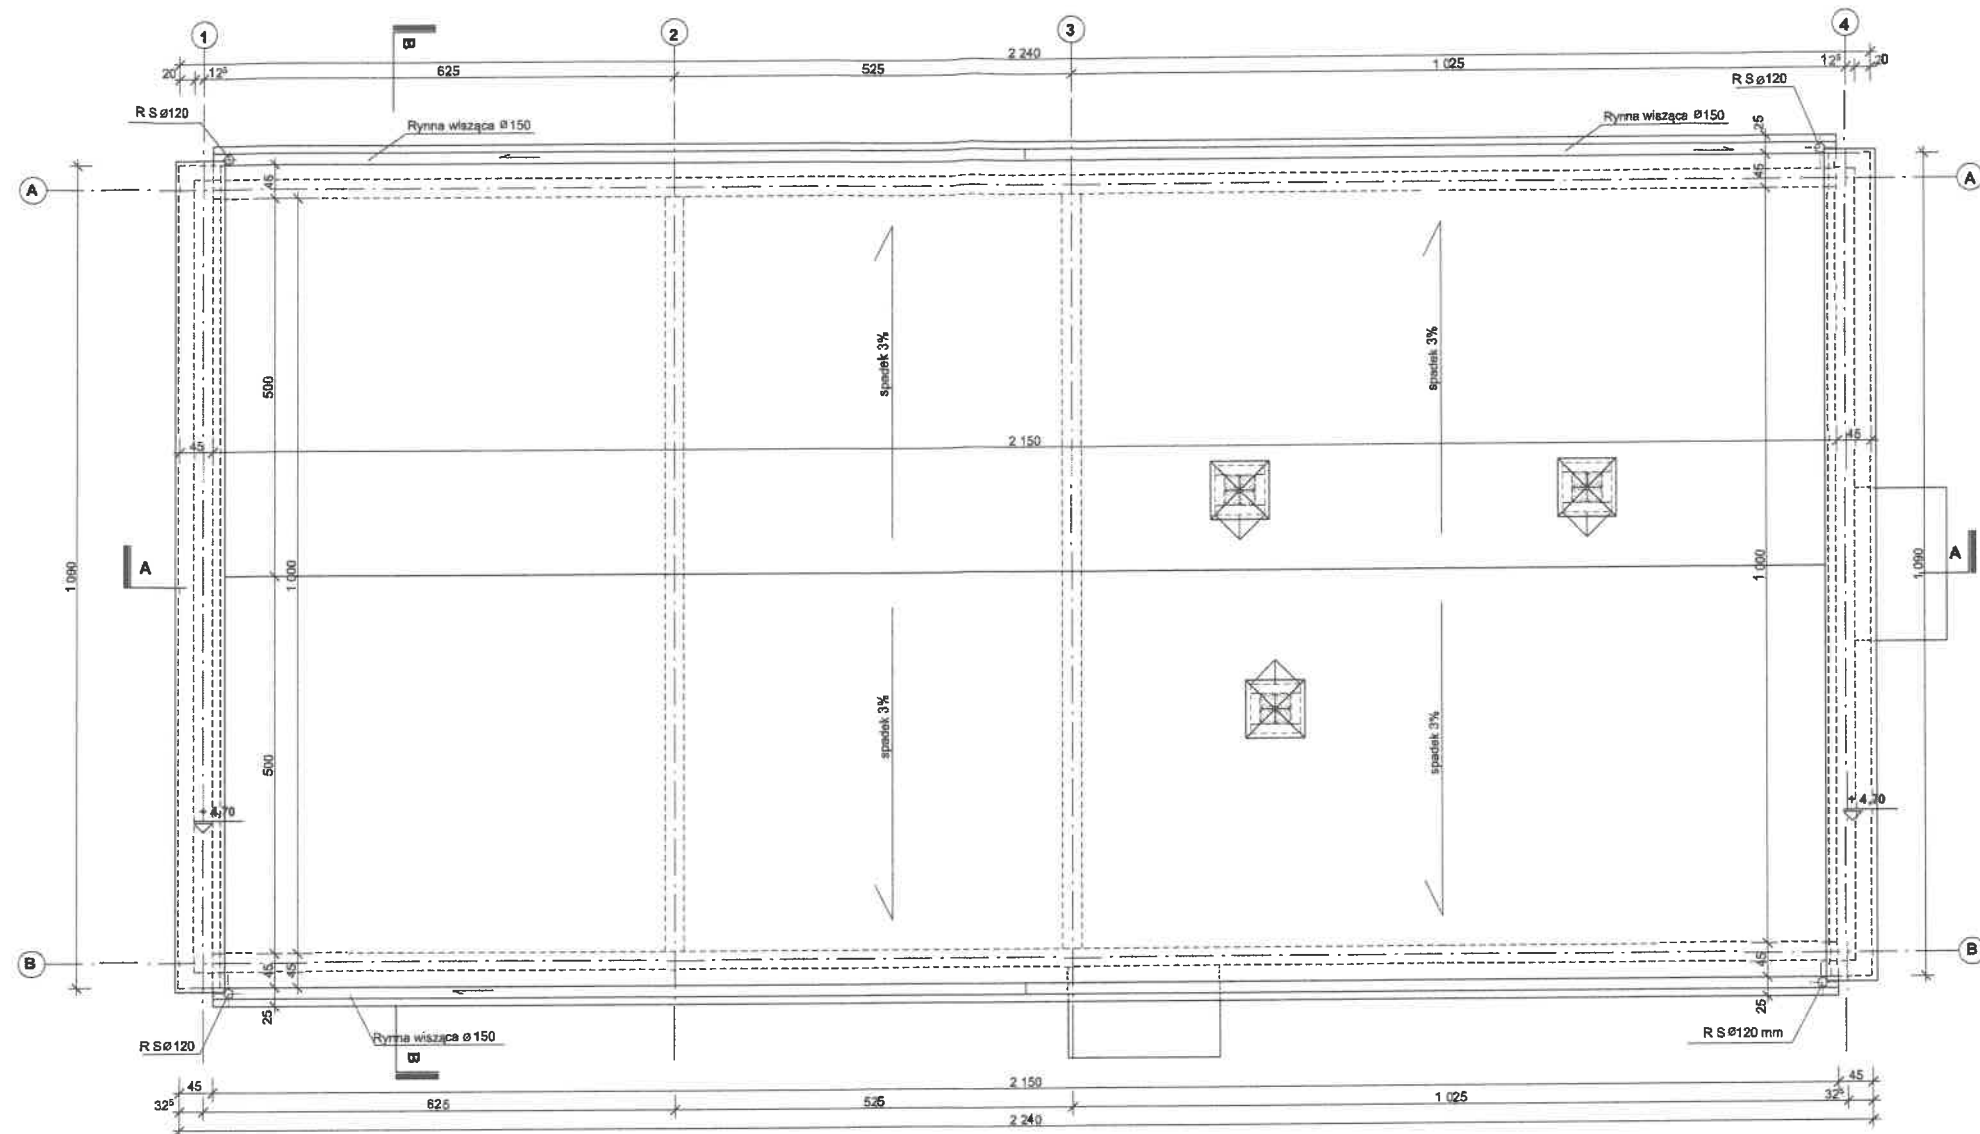 1
2
3
4
B
2 240
20
12⁵
625
525
1 025
12⁵
20
R S ø120
Rynna wisząca ø 150
Rynna wisząca ø 150
R S ø120
25
45
45
A
A
spadek 3%
spadek 3%
500
45
2 150
45
1 090
A
1 000
1 000
1 090
A
spadek 3%
spadek 3%
500
+ 4,70
+ 4,70
B
B
45
45
45
25
25
R S Ø120
Rynna wisząca ø 150
B
R S Ø120 mm
45
2 150
45
32⁵
625
525
1 025
32⁵
2 240